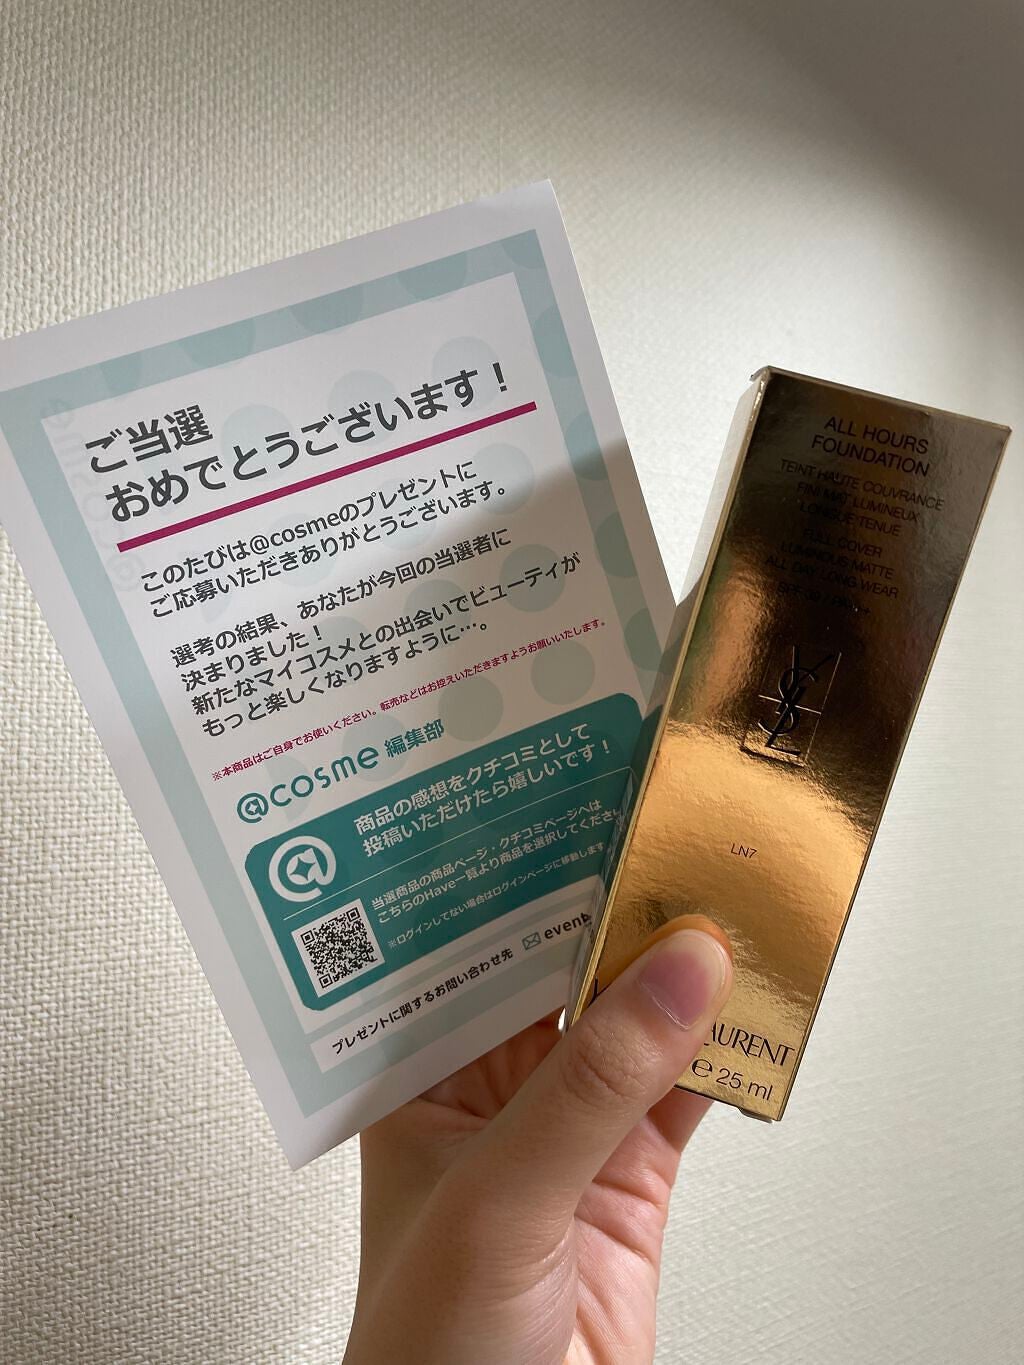 ご当選
おめでとうございます！
このたびは@cosmeのプレゼントに
ご応募いただきありがとうございます。
選考の結果、あなたが今回の当選者に
決まりました！
新たなマイコスメとの出会いでビューティが
もっと楽しくなりますように…。
※本商品はご自身でお使いください。転売などはお控えいただきますようお願いいたします。
@cosme 編集部
商品の感想をクチコミとして
投稿いただけたら嬉しいです！
当選商品の商品ページ・クチコミページへは
こちらのHave一覧より商品を選択してください
※ログインしてない場合はログインページに移動します
プレゼントに関するお問い合わせ先
ALL HOURS
FOUNDATION
TEINT HAUTE COUVRANCE
FINI MAT LUMINEUX
LONGUE TENUE
FULL COVER
LUMINOUS MATTE
ALL DAY LONG WEAR
YSL
LN7
LAURENT
℮ 25 ml